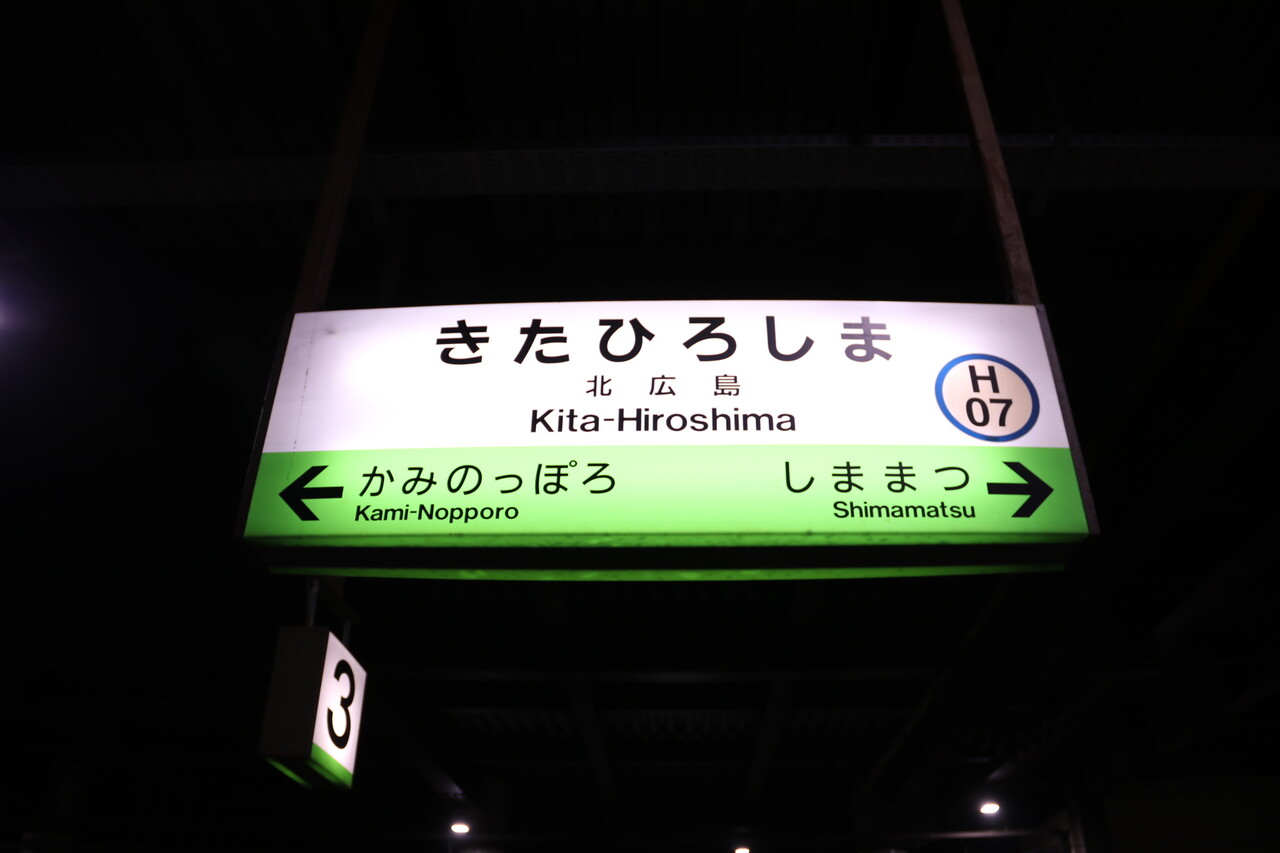 きたひろしま
北広島
Kita-Hiroshima
H
07
かみのっぽろ
Kami-Nopporo
しままつ
Shimamatsu
3